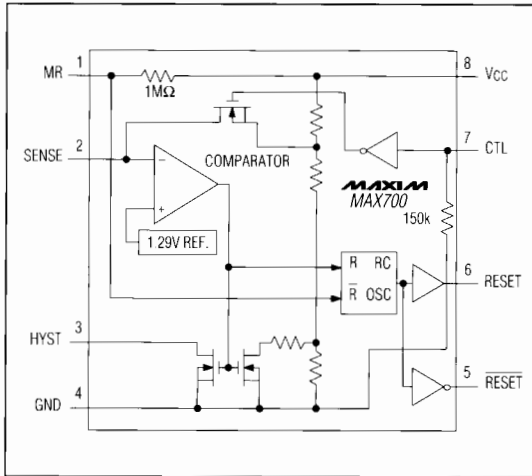 MR 1
1MΩ
8 Vcc
7 CTL
SENSE 2
COMPARATOR
MAXIM
MAX700
150k
1.29V REF.
R RC
R̅ OSC
6 RESET
HYST 3
5 R̅E̅S̅E̅T̅
GND 4
−
+